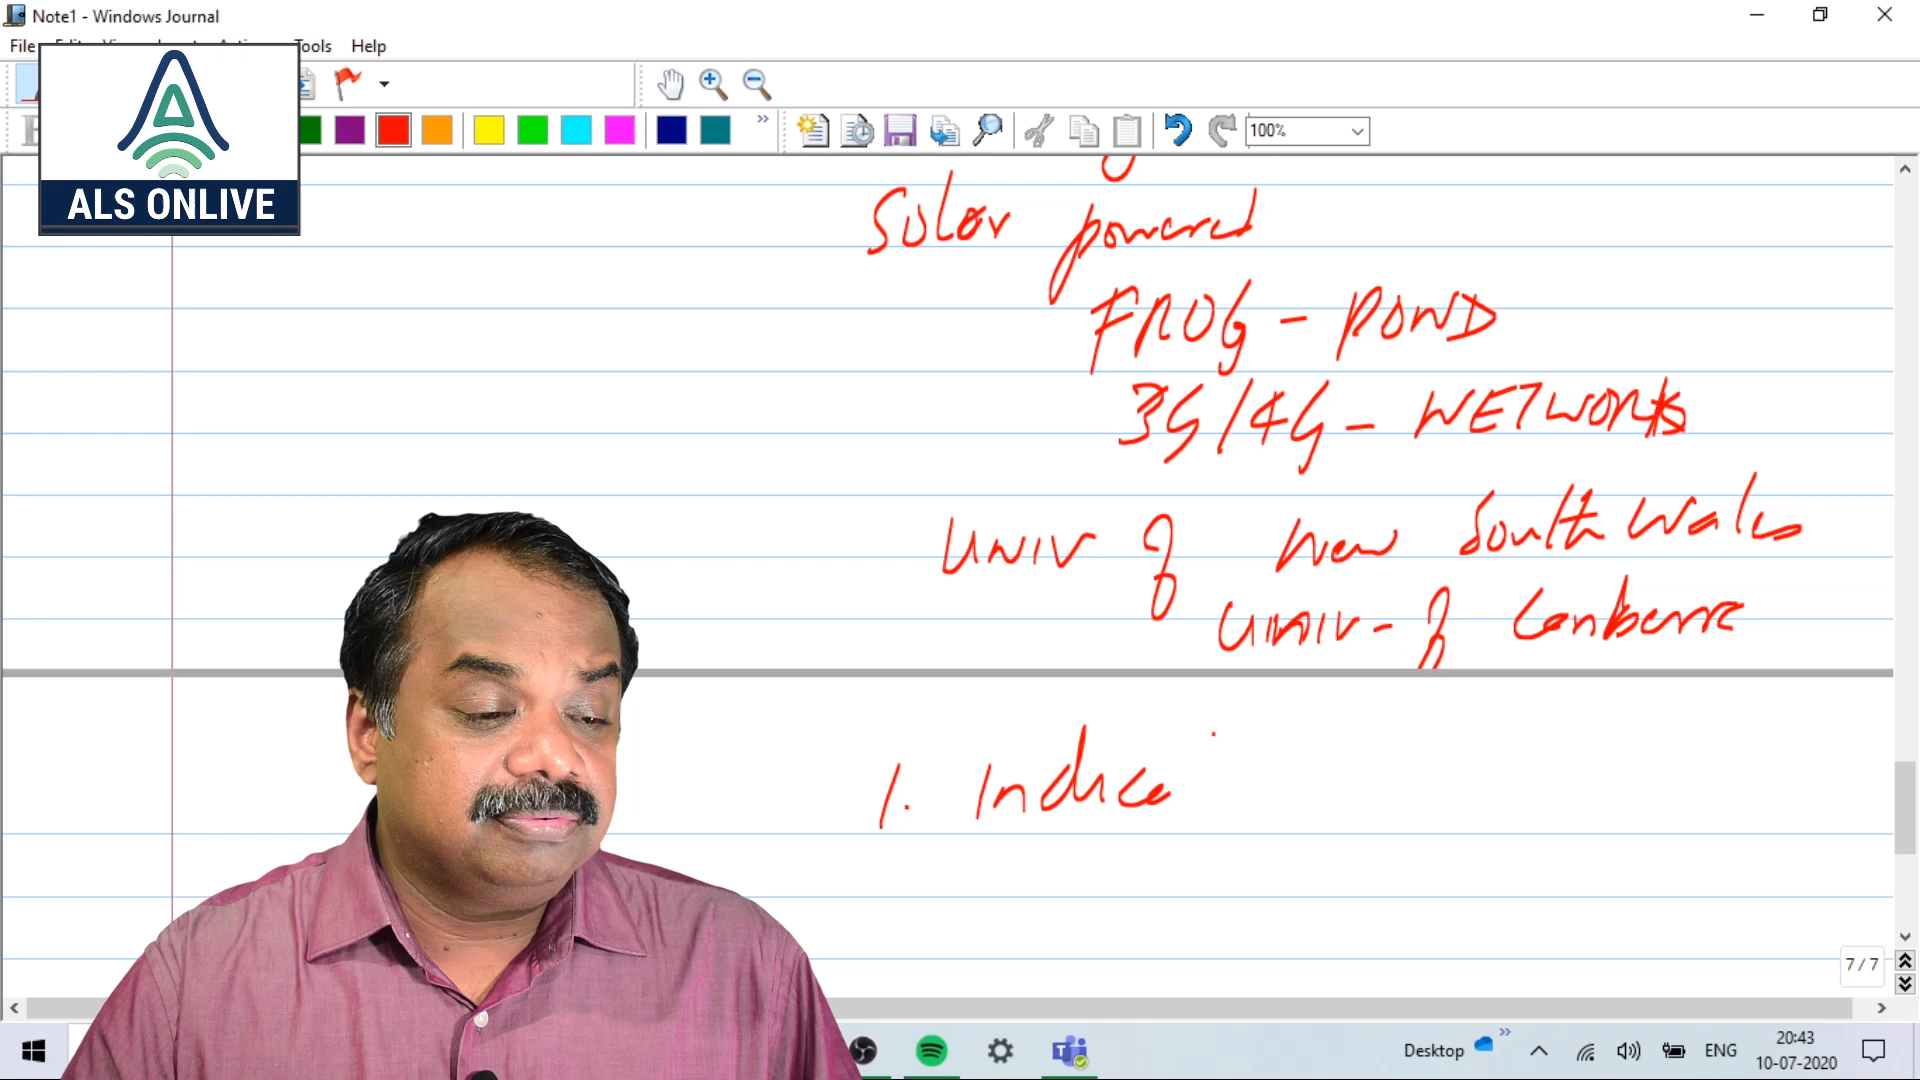 Note1 - Windows Journal
File Tools Help
ALS ONLIVE
100%
Solar powered
FROG - POND
3G/4G - NETWORKS
UNIV of New South Wales
UNIV - of Canberra
1. Indica
7 / 7
Desktop
ENG
20:43
10-07-2020